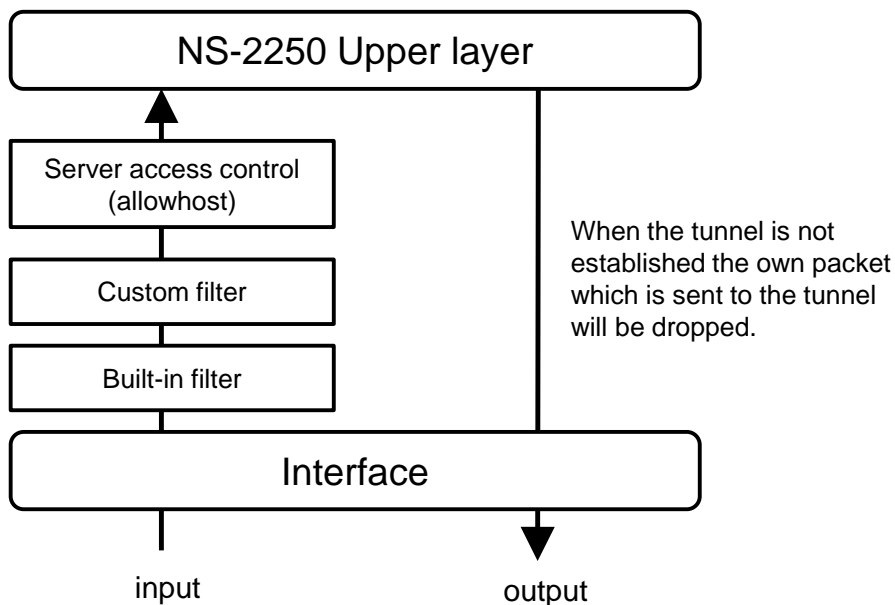 NS-2250 Upper layer
Server access control
(allowhost)
Custom filter
Built-in filter
When the tunnel is not
established the own packet
which is sent to the tunnel
will be dropped.
Interface
input
output